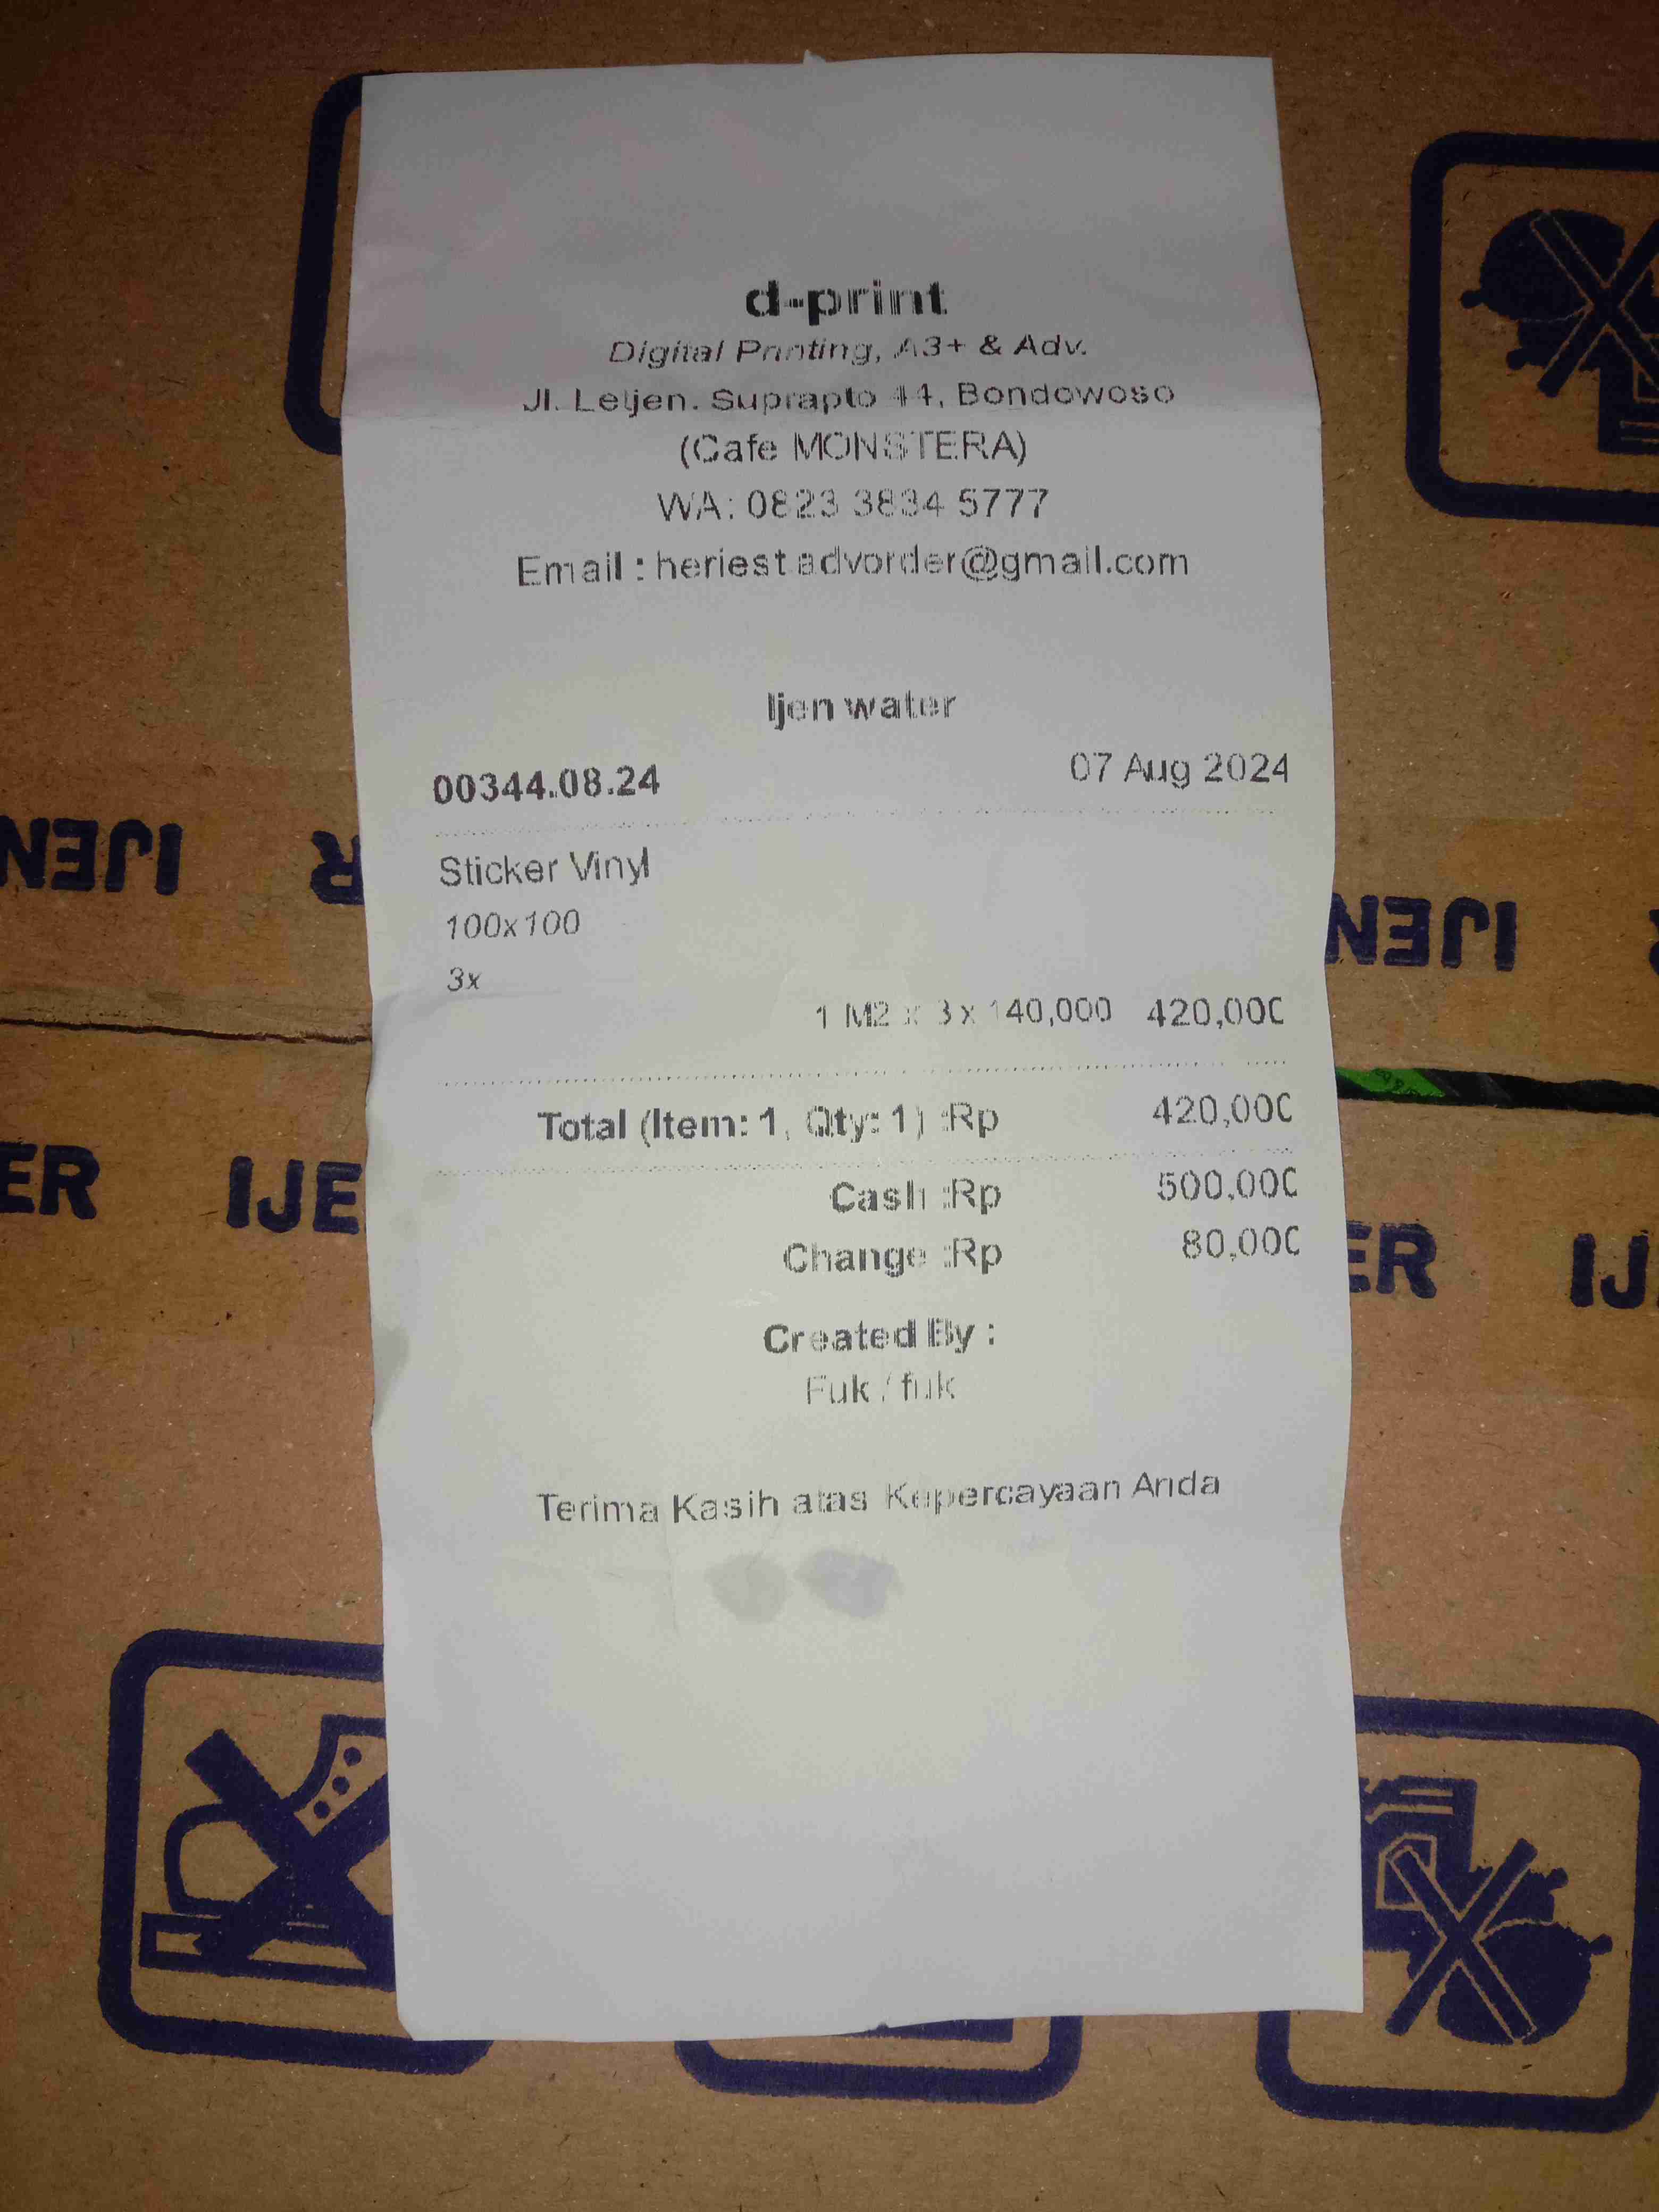 d-print
Digital Printing, A3+ & Adv.
Jl. Letjen. Suprapto 44, Bondowoso
(Cafe MONSTERA)
WA: 0823 3834 5777
Email : heriestadvorder@gmail.com
Ijen water
00344.08.24 07 Aug 2024
Sticker Vinyl
100x100
3x
1 M2 x 3 x 140,000 420,000
Total (Item: 1, Qty: 1) :Rp 420,000
Cash :Rp 500,000
Change :Rp 80,000
Created By :
Fuk / fuk
Terima Kasih atas Kepercayaan Anda
IJEN R
IJEN
ER IJE
ER IJ